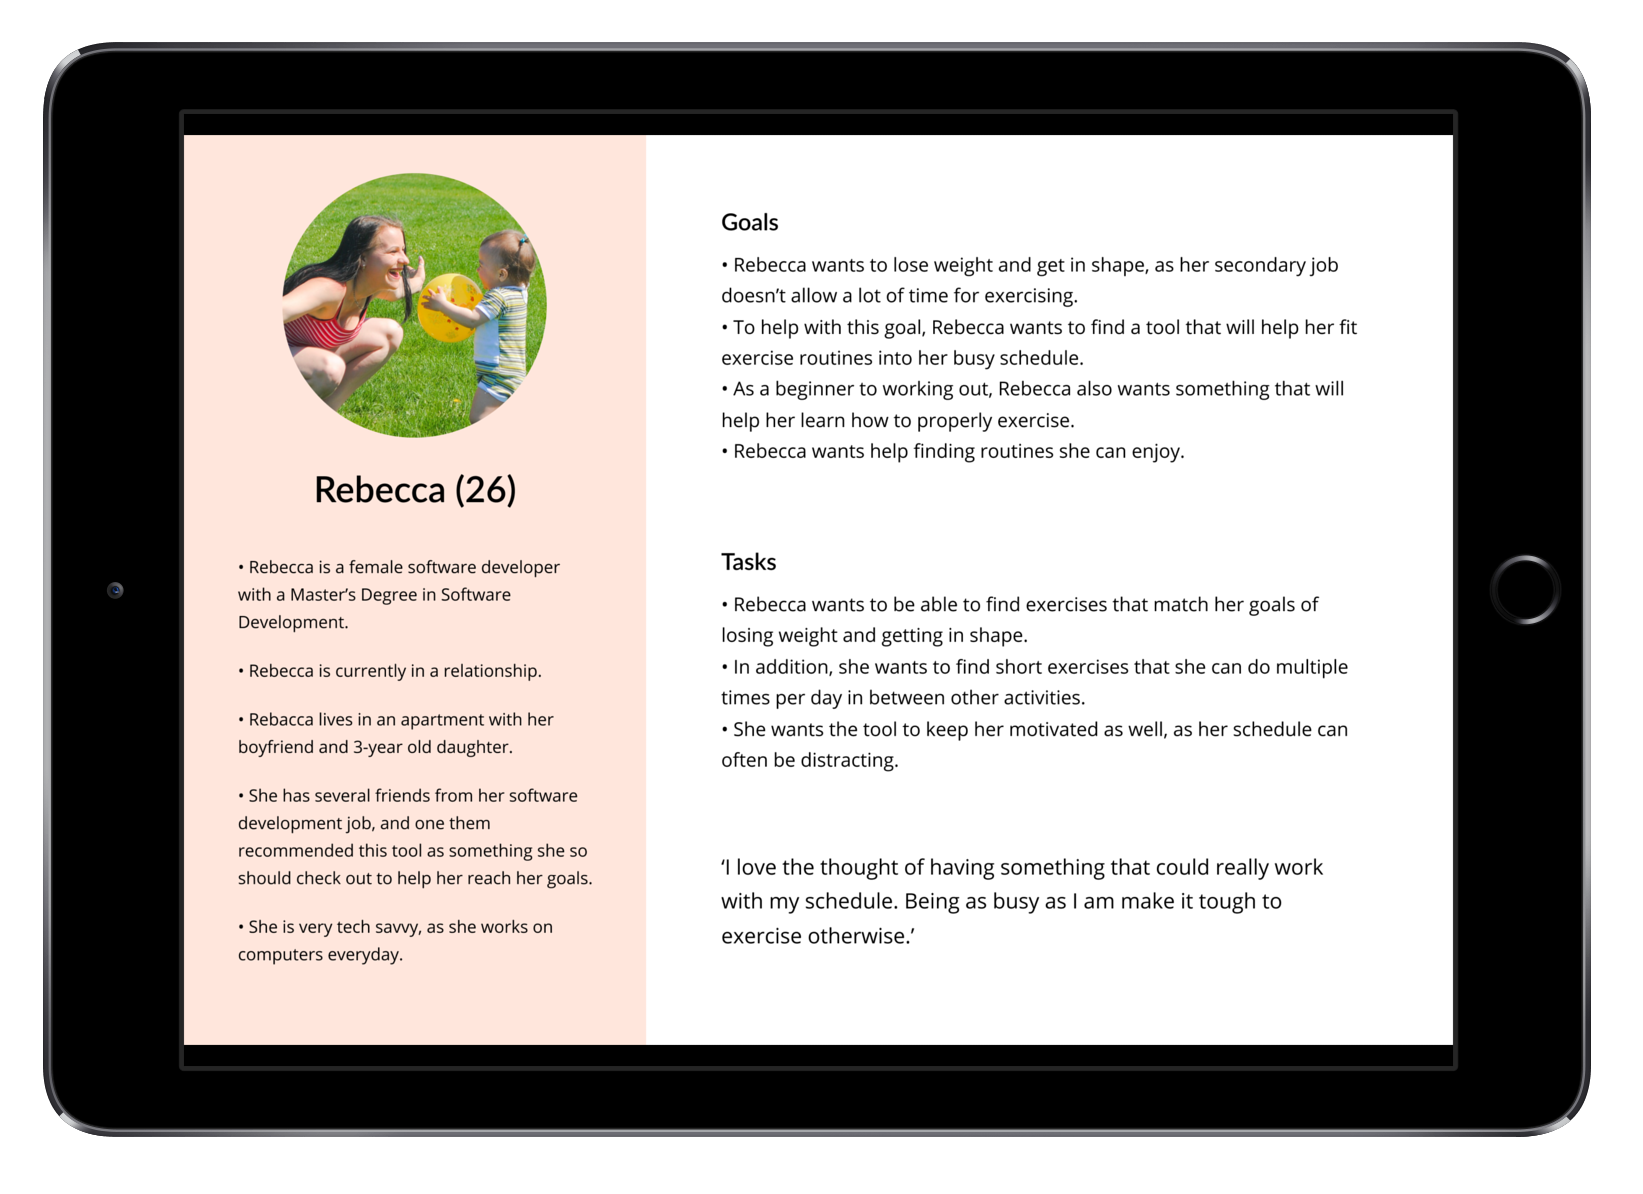 Rebecca (26)
• Rebecca is a female software developer
with a Master’s Degree in Software
Development.
• Rebecca is currently in a relationship.
• Rebacca lives in an apartment with her
boyfriend and 3-year old daughter.
• She has several friends from her software
development job, and one them
recommended this tool as something she so
should check out to help her reach her goals.
• She is very tech savvy, as she works on
computers everyday.
Goals
• Rebecca wants to lose weight and get in shape, as her secondary job
doesn’t allow a lot of time for exercising.
• To help with this goal, Rebecca wants to find a tool that will help her fit
exercise routines into her busy schedule.
• As a beginner to working out, Rebecca also wants something that will
help her learn how to properly exercise.
• Rebecca wants help finding routines she can enjoy.
Tasks
• Rebecca wants to be able to find exercises that match her goals of
losing weight and getting in shape.
• In addition, she wants to find short exercises that she can do multiple
times per day in between other activities.
• She wants the tool to keep her motivated as well, as her schedule can
often be distracting.
‘I love the thought of having something that could really work
with my schedule. Being as busy as I am make it tough to
exercise otherwise.’